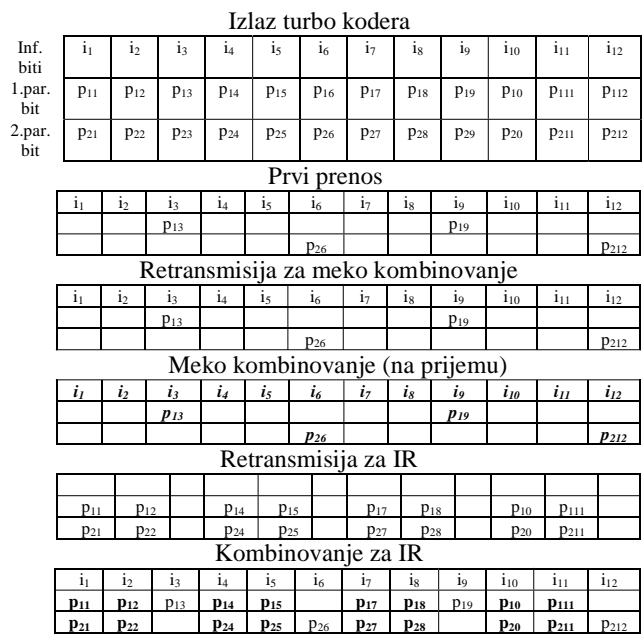 Izlaz turbo kodera
Inf. biti i1 i2 i3 i4 i5 i6 i7 i8 i9 i10 i11 i12
1.par. bit p11 p12 p13 p14 p15 p16 p17 p18 p19 p10 p111 p112
2.par. bit p21 p22 p23 p24 p25 p26 p27 p28 p29 p20 p211 p212
Prvi prenos
i1 i2 i3 i4 i5 i6 i7 i8 i9 i10 i11 i12
p13 p19
p26 p212
Retransmisija za meko kombinovanje
i1 i2 i3 i4 i5 i6 i7 i8 i9 i10 i11 i12
p13 p19
p26 p212
Meko kombinovanje (na prijemu)
i1 i2 i3 i4 i5 i6 i7 i8 i9 i10 i11 i12
p13 p19
p26 p212
Retransmisija za IR
p11 p12 p14 p15 p17 p18 p10 p111
p21 p22 p24 p25 p27 p28 p20 p211
Kombinovanje za IR
i1 i2 i3 i4 i5 i6 i7 i8 i9 i10 i11 i12
p11 p12 p13 p14 p15 p17 p18 p19 p10 p111
p21 p22 p24 p25 p26 p27 p28 p20 p211 p212